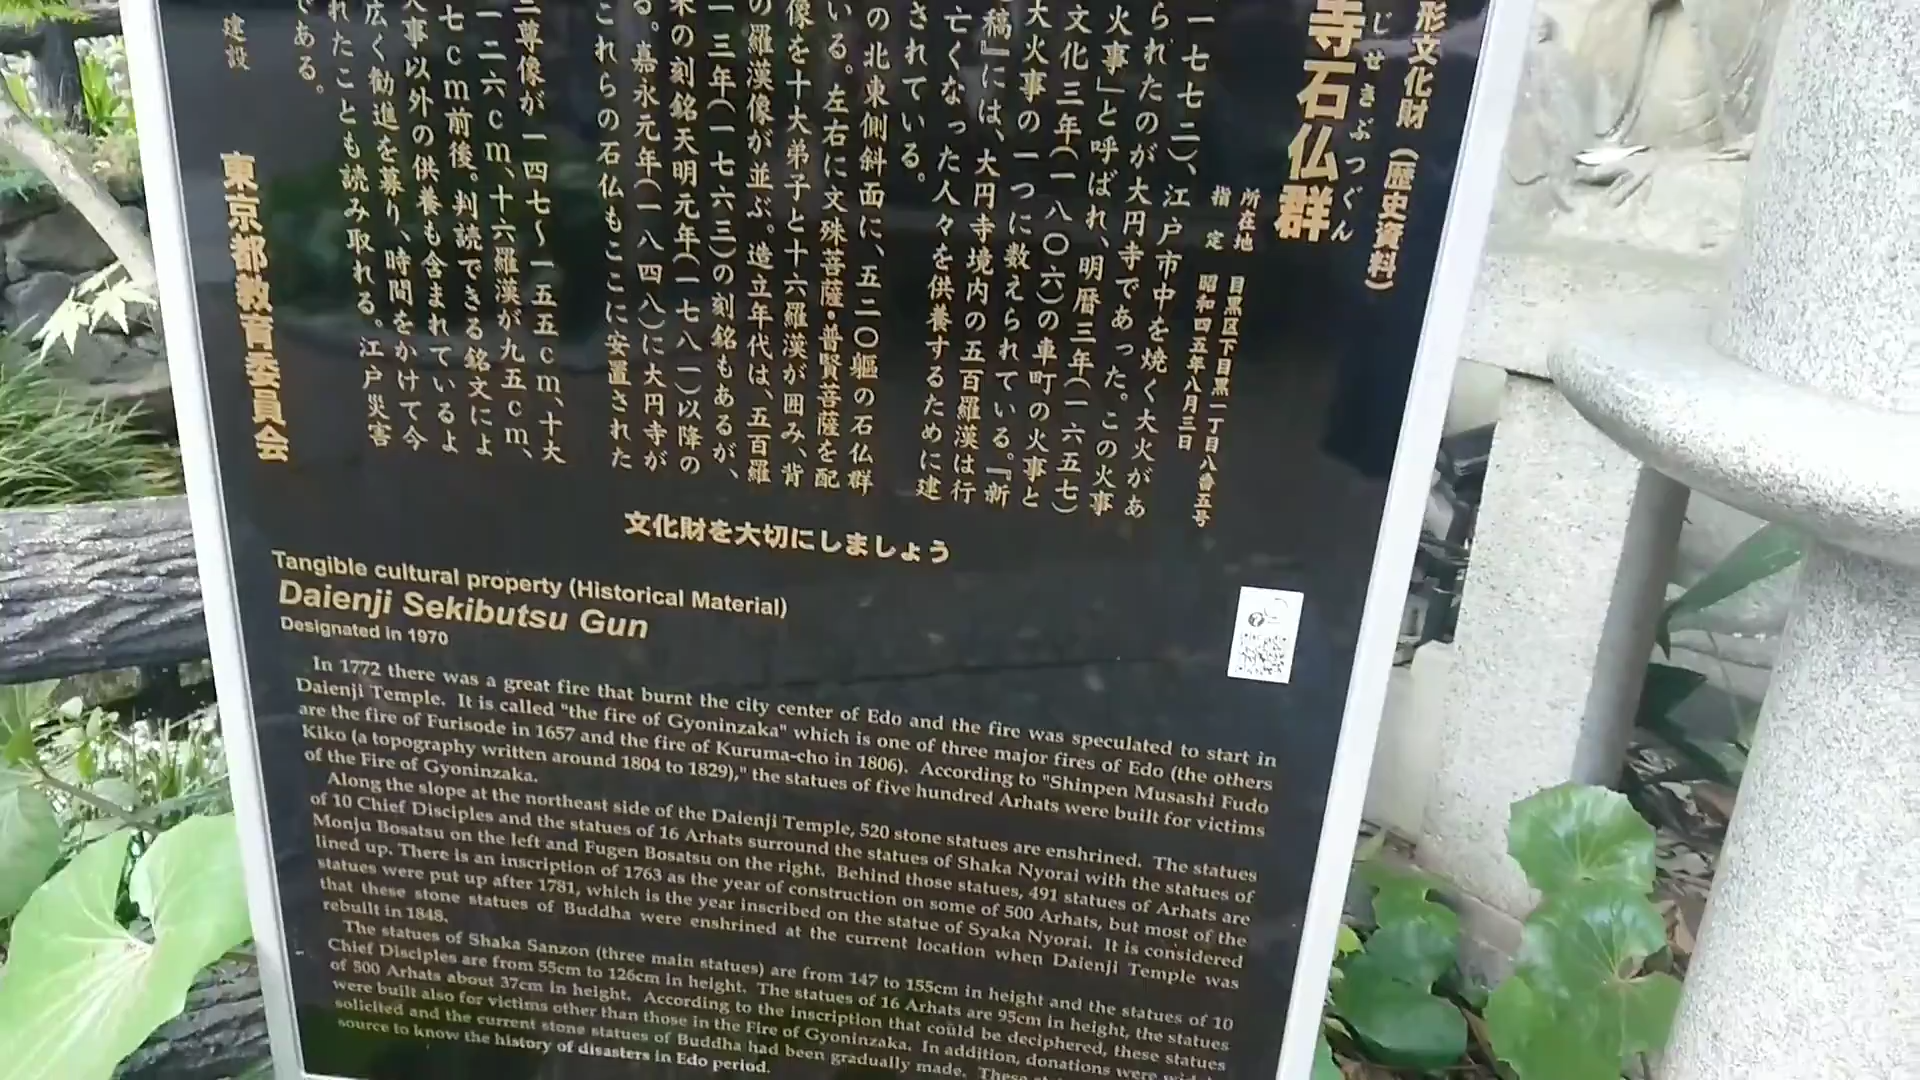 形文化財（歴史資料）
寺石仏群
じせきぶつぐん
所在地 目黒区下目黒一丁目八番五号
指定 昭和四五年八月三日
一七七二）、江戸市中を焼く大火があ
られたのが大円寺であった。この火事
火事」と呼ばれ、明暦三年（一六五七）
文化三年（一八〇六）の車町の火事と
大火事の一つに数えられている。『新
稿』には、大円寺境内の五百羅漢は行
亡くなった人々を供養するために建
されている。
の北東側斜面に、五二〇軀の石仏群
いる。左右に文殊菩薩・普賢菩薩を配
像を十大弟子と十六羅漢が囲み、背
の羅漢像が並ぶ。造立年代は、五百羅
一三年（一七六三）の刻銘もあるが、
来の刻銘天明元年（一七八一）以降の
る。嘉永元年（一八四八）に大円寺が
これらの石仏もここに安置された
三尊像が一四七～一五五cm、十大
一二六cm、十六羅漢が九五cm、
七cm前後。判読できる銘文によ
火事以外の供養も含まれているよ
広く勧進を募り、時間をかけて今
れたことも読み取れる。江戸災害
である。
建設
東京都教育委員会
文化財を大切にしましょう
Tangible cultural property (Historical Material)
Daienji Sekibutsu Gun
Designated in 1970
In 1772 there was a great fire that burnt the city center of Edo and the fire was speculated to start in
Daienji Temple. It is called "the fire of Gyoninzaka" which is one of three major fires of Edo (the others
are the fire of Furisode in 1657 and the fire of Kuruma-cho in 1806). According to "Shinpen Musashi Fudo
Kiko (a topography written around 1804 to 1829)," the statues of five hundred Arhats were built for victims
of the Fire of Gyoninzaka.
Along the slope at the northeast side of the Daienji Temple, 520 stone statues are enshrined. The statues
of 10 Chief Disciples and the statues of 16 Arhats surround the statues of Shaka Nyorai with the statues of
Monju Bosatsu on the left and Fugen Bosatsu on the right. Behind those statues, 491 statues of Arhats are
lined up. There is an inscription of 1763 as the year of construction on some of 500 Arhats, but most of the
statues were put up after 1781, which is the year inscribed on the statue of Syaka Nyorai. It is considered
that these stone statues of Buddha were enshrined at the current location when Daienji Temple was
rebuilt in 1848.
The statues of Shaka Sanzon (three main statues) are from 147 to 155cm in height and the statues of 10
Chief Disciples are from 55cm to 126cm in height. The statues of 16 Arhats are 95cm in height, the statues
of 500 Arhats about 37cm in height. According to the inscription that could be deciphered, these statues
were built also for victims other than those in the Fire of Gyoninzaka. In addition, donations were
solicited and the current stone statues of Buddha had been gradually made. These
source to know the history of disasters in Edo period.